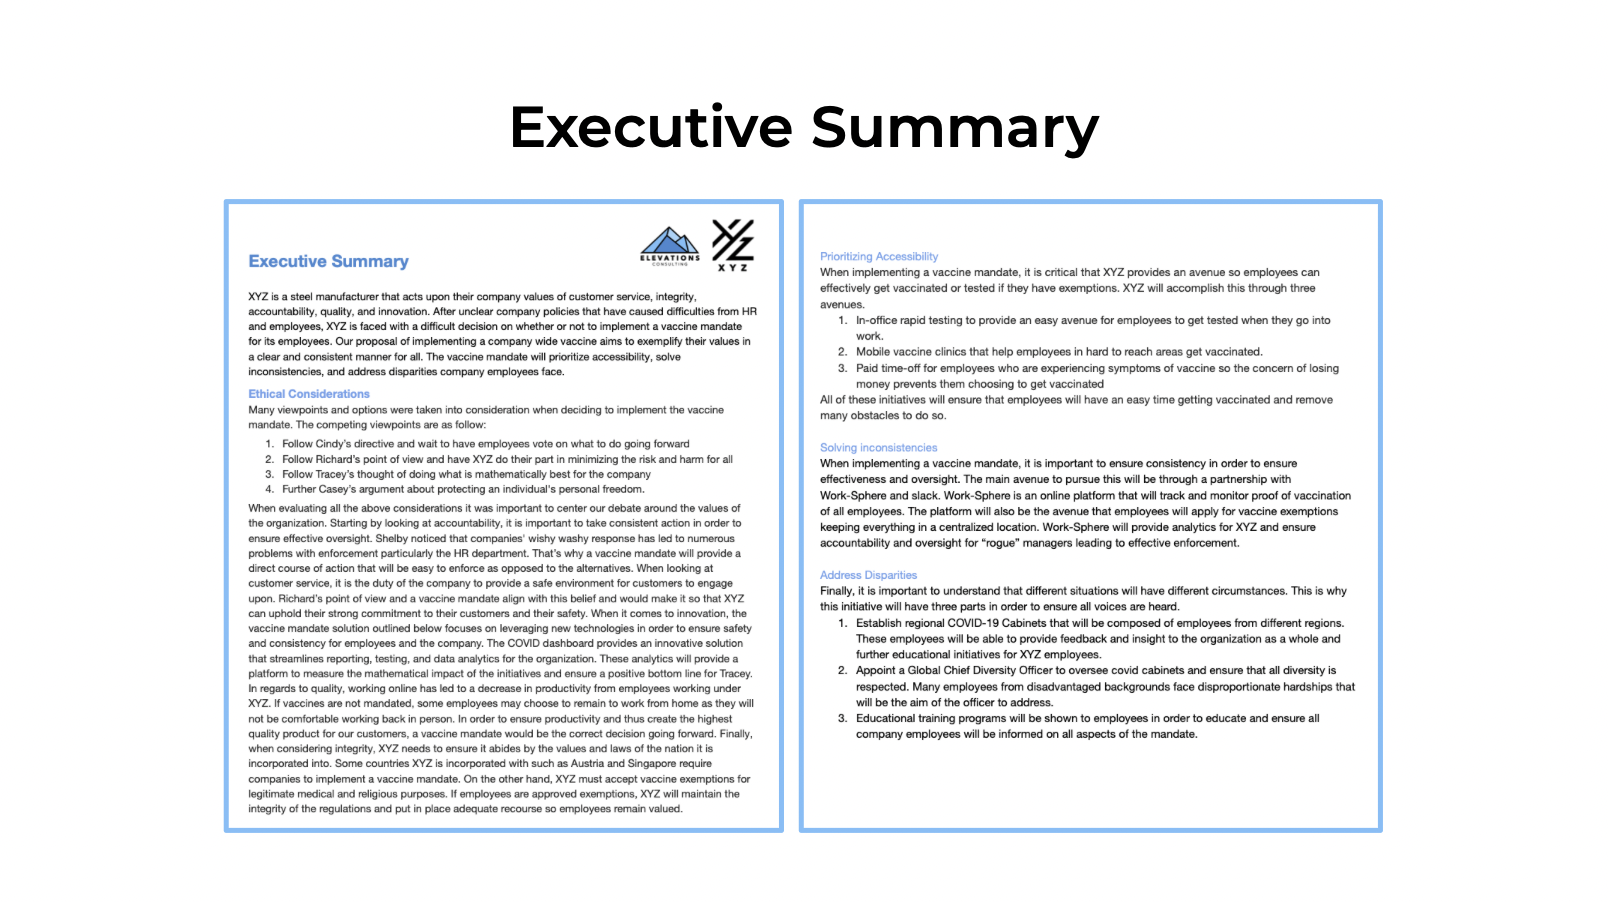 Executive Summary
ELEVATIONS
CONSULTING
XYZ
Executive Summary
XYZ is a steel manufacturer that acts upon their company values of customer service, integrity,
accountability, quality, and innovation. After unclear company policies that have caused difficulties from HR
and employees, XYZ is faced with a difficult decision on whether or not to implement a vaccine mandate
for its employees. Our proposal of implementing a company wide vaccine aims to exemplify their values in
a clear and consistent manner for all. The vaccine mandate will prioritize accessibility, solve
inconsistencies, and address disparities company employees face.
Ethical Considerations
Many viewpoints and options were taken into consideration when deciding to implement the vaccine
mandate. The competing viewpoints are as follow:
1. Follow Cindy's directive and wait to have employees vote on what to do going forward
2. Follow Richard's point of view and have XYZ do their part in minimizing the risk and harm for all
3. Follow Tracey's thought of doing what is mathematically best for the company
4. Further Casey's argument about protecting an individual's personal freedom.
When evaluating all the above considerations it was important to center our debate around the values of
the organization. Starting by looking at accountability, it is important to take consistent action in order to
ensure effective oversight. Shelby noticed that companies' wishy washy response has led to numerous
problems with enforcement particularly the HR department. That's why a vaccine mandate will provide a
direct course of action that will be easy to enforce as opposed to the alternatives. When looking at
customer service, it is the duty of the company to provide a safe environment for customers to engage
upon. Richard's point of view and a vaccine mandate align with this belief and would make it so that XYZ
can uphold their strong commitment to their customers and their safety. When it comes to innovation, the
vaccine mandate solution outlined below focuses on leveraging new technologies in order to ensure safety
and consistency for employees and the company. The COVID dashboard provides an innovative solution
that streamlines reporting, testing, and data analytics for the organization. These analytics will provide a
platform to measure the mathematical impact of the initiatives and ensure a positive bottom line for Tracey.
In regards to quality, working online has led to a decrease in productivity from employees working under
XYZ. If vaccines are not mandated, some employees may choose to remain to work from home as they will
not be comfortable working back in person. In order to ensure productivity and thus create the highest
quality product for our customers, a vaccine mandate would be the correct decision going forward. Finally,
when considering integrity, XYZ needs to ensure it abides by the values and laws of the nation it is
incorporated into. Some countries XYZ is incorporated with such as Austria and Singapore require
companies to implement a vaccine mandate. On the other hand, XYZ must accept vaccine exemptions for
legitimate medical and religious purposes. If employees are approved exemptions, XYZ will maintain the
integrity of the regulations and put in place adequate recourse so employees remain valued.
Prioritizing Accessibility
When implementing a vaccine mandate, it is critical that XYZ provides an avenue so employees can
effectively get vaccinated or tested if they have exemptions. XYZ will accomplish this through three
avenues.
1. In-office rapid testing to provide an easy avenue for employees to get tested when they go into
work.
2. Mobile vaccine clinics that help employees in hard to reach areas get vaccinated.
3. Paid time-off for employees who are experiencing symptoms of vaccine so the concern of losing
money prevents them choosing to get vaccinated
All of these initiatives will ensure that employees will have an easy time getting vaccinated and remove
many obstacles to do so.
Solving inconsistencies
When implementing a vaccine mandate, it is important to ensure consistency in order to ensure
effectiveness and oversight. The main avenue to pursue this will be through a partnership with
Work-Sphere and slack. Work-Sphere is an online platform that will track and monitor proof of vaccination
of all employees. The platform will also be the avenue that employees will apply for vaccine exemptions
keeping everything in a centralized location. Work-Sphere will provide analytics for XYZ and ensure
accountability and oversight for “rogue” managers leading to effective enforcement.
Address Disparities
Finally, it is important to understand that different situations will have different circumstances. This is why
this initiative will have three parts in order to ensure all voices are heard.
1. Establish regional COVID-19 Cabinets that will be composed of employees from different regions.
These employees will be able to provide feedback and insight to the organization as a whole and
further educational initiatives for XYZ employees.
2. Appoint a Global Chief Diversity Officer to oversee covid cabinets and ensure that all diversity is
respected. Many employees from disadvantaged backgrounds face disproportionate hardships that
will be the aim of the officer to address.
3. Educational training programs will be shown to employees in order to educate and ensure all
company employees will be informed on all aspects of the mandate.